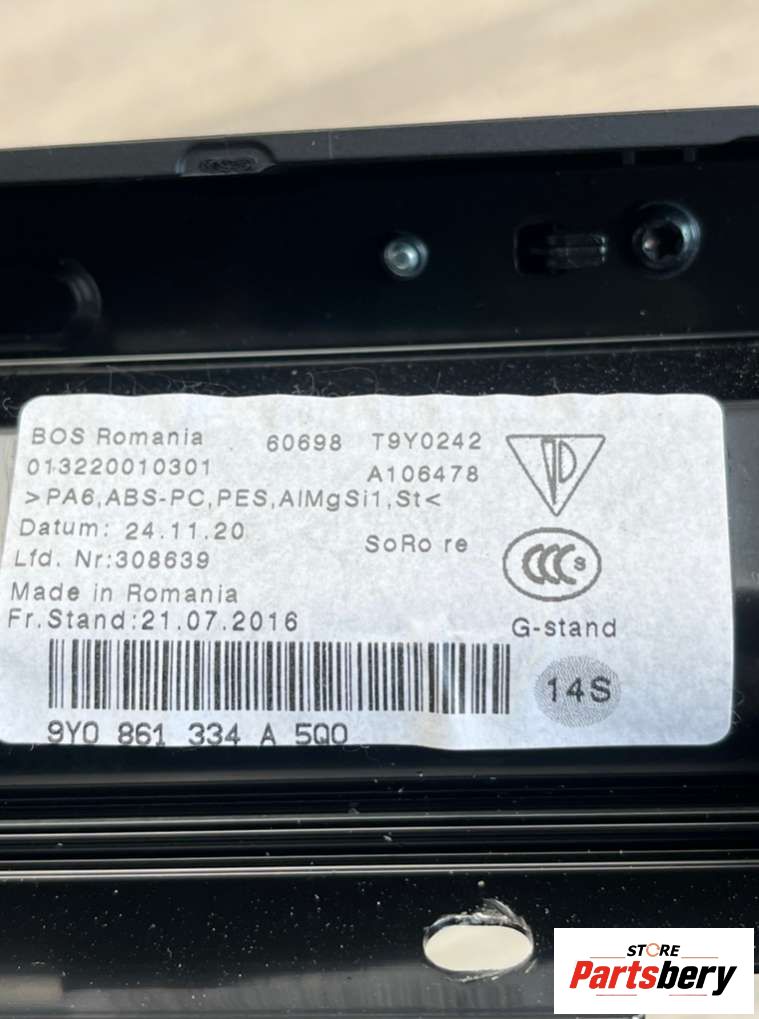 BOS Romania 60698 T9Y0242
013220010301 A106478
>PA6,ABS-PC,PES,AlMgSi1,St<
Datum: 24.11.20 SoRo re
Lfd. Nr:308639
CCC S
Made in Romania
Fr.Stand:21.07.2016 G-stand
14S
9Y0 861 334 A 5Q0
STORE
Partsbery